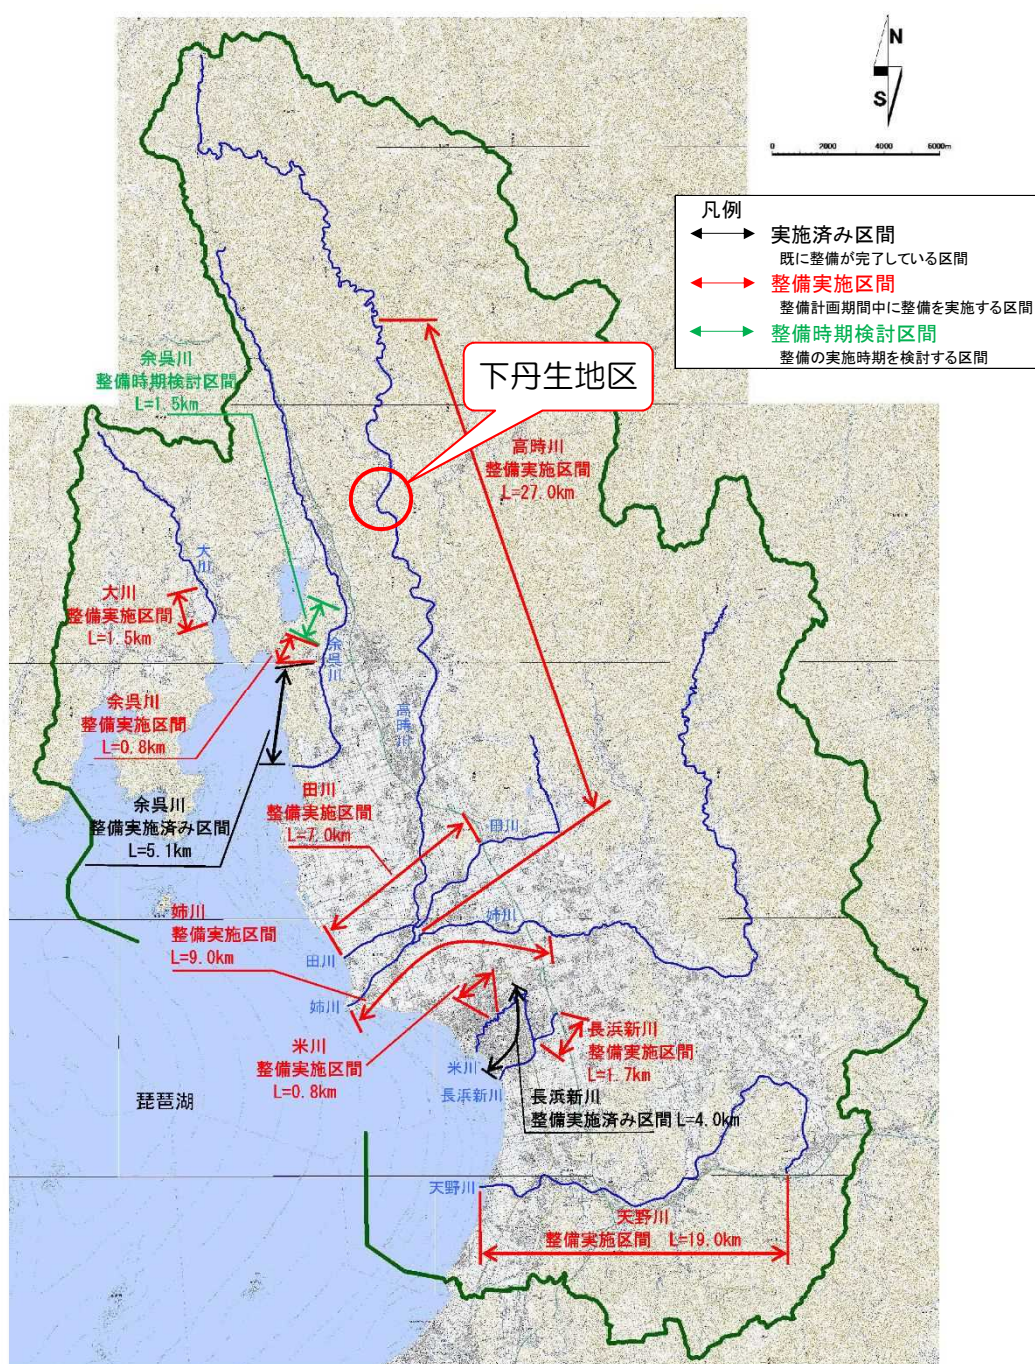 N
S
0 2000 4000 6000m
凡例
実施済み区間
既に整備が完了している区間
整備実施区間
整備計画期間中に整備を実施する区間
整備時期検討区間
整備の実施時期を検討する区間
余呉川
整備時期検討区間
L=1.5km
下丹生地区
高時川
整備実施区間
L=27.0km
大川
大川
整備実施区間
L=1.5km
余呉川
余呉川
整備実施区間
L=0.8km
高時川
余呉川
整備実施済み区間
L=5.1km
田川
整備実施区間
L=7.0km
田川
姉川
整備実施区間
L=9.0km
姉川
田川
姉川
米川
整備実施区間
L=0.8km
長浜新川
整備実施区間
L=1.7km
米川
長浜新川
長浜新川
整備実施済み区間 L=4.0km
琵琶湖
天野川
天野川
整備実施区間 L=19.0km